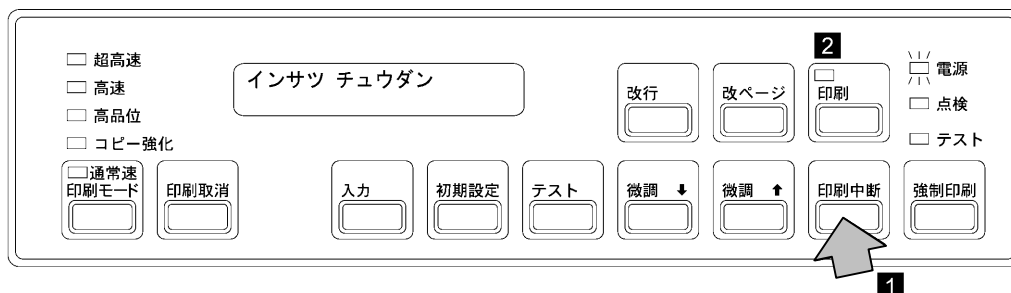 超高速
高速
高品位
コピー強化
通常速
印刷モード
印刷取消
インサツ チュウダン
入力
初期設定
テスト
改行
改ページ
2
印刷
電源
点検
テスト
微調 ⬇
微調 ⬆
印刷中断
強制印刷
1